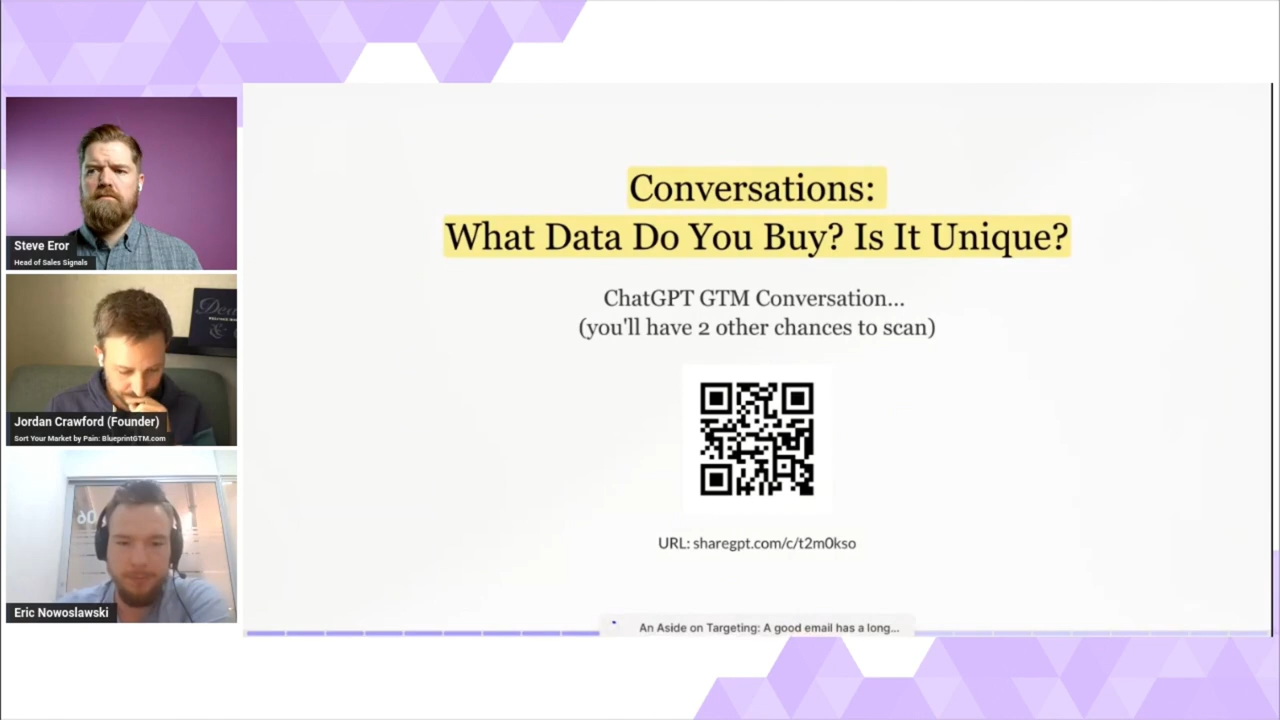 Steve Eror
Head of Sales Signals
Jordan Crawford (Founder)
Sort Your Market by Pain: BlueprintGTM.com
Eric Nowoslawski
Conversations:
What Data Do You Buy? Is It Unique?
ChatGPT GTM Conversation...
(you'll have 2 other chances to scan)
URL: sharegpt.com/c/t2m0kso
An Aside on Targeting: A good email has a long...